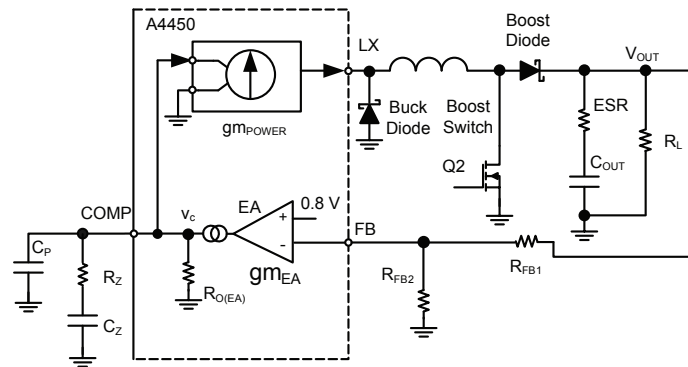 A4450
gmPOWER
LX
Boost
Diode
VOUT
Buck
Diode
Boost
Switch
Q2
ESR
COUT
RL
COMP
vc
EA
0.8 V
+
-
gmEA
FB
RO(EA)
CP
RZ
CZ
RFB2
RFB1